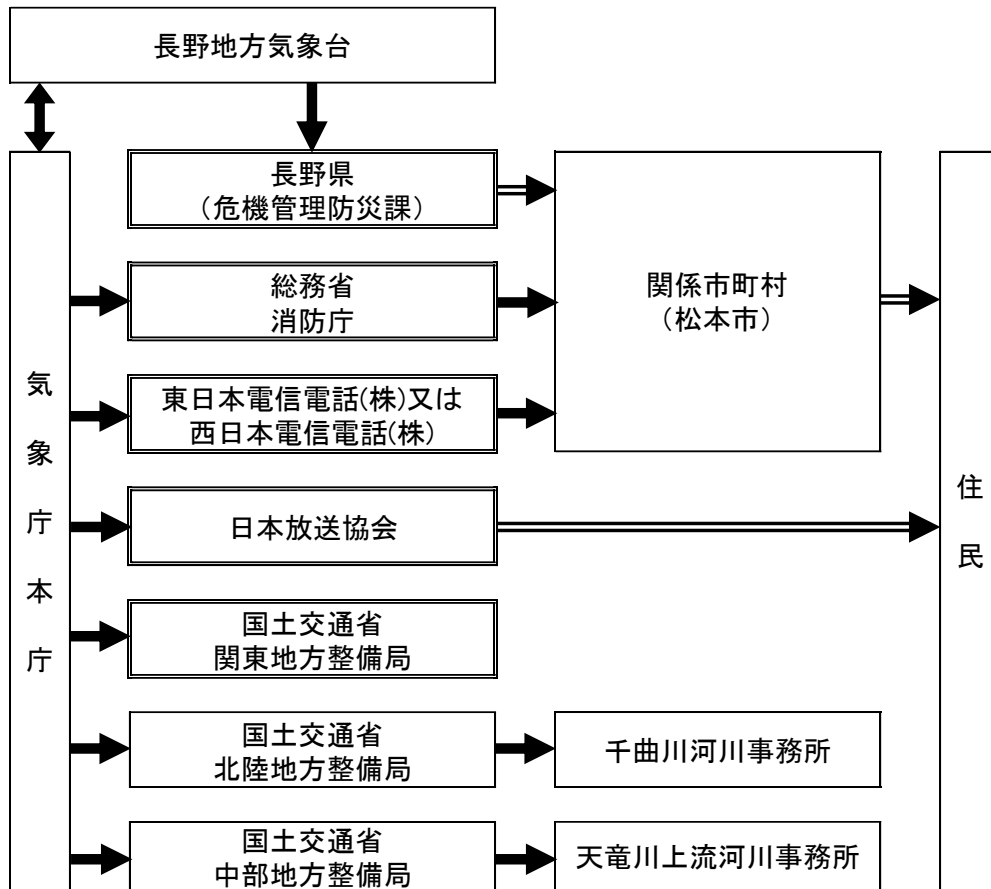 長野地方気象台
長野県
（危機管理防災課）
総務省
消防庁
関係市町村
（松本市）
東日本電信電話(株)又は
西日本電信電話(株)
気象庁本庁
住民
日本放送協会
国土交通省
関東地方整備局
国土交通省
北陸地方整備局
千曲川河川事務所
国土交通省
中部地方整備局
天竜川上流河川事務所